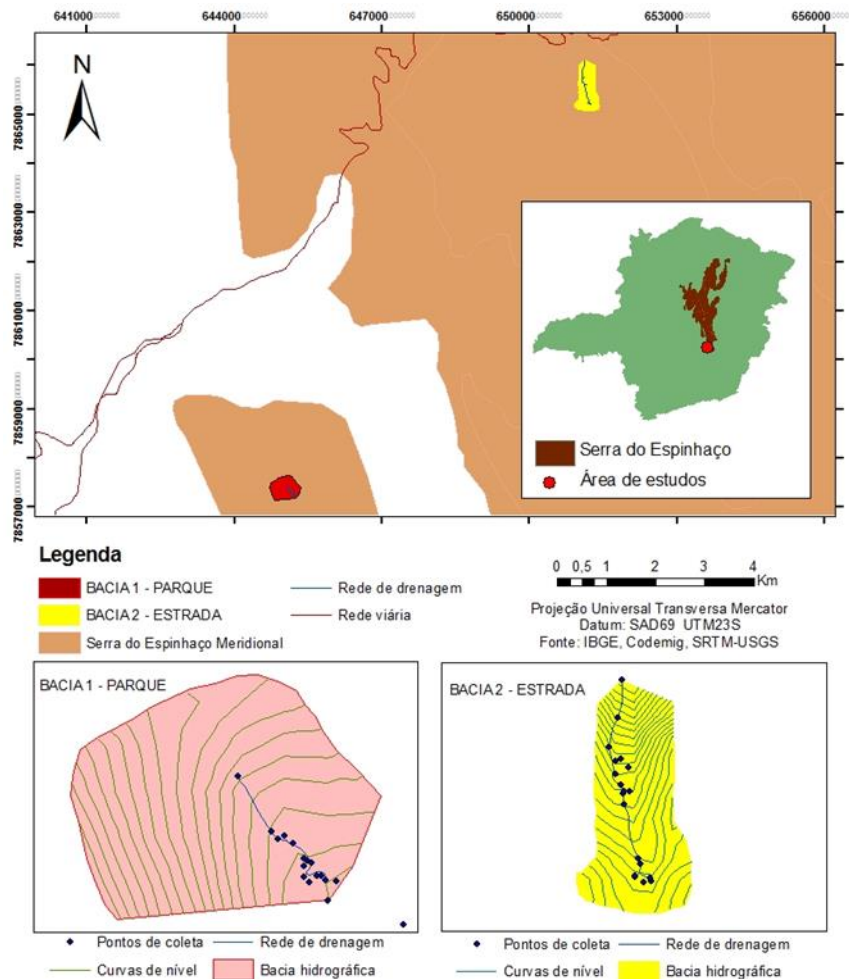 641000 644000 647000 650000 653000 656000
N
7865000
7863000
7861000
7859000
7857000
Serra do Espinhaço
Área de estudos
Legenda
BACIA 1 - PARQUE
Rede de drenagem
BACIA 2 - ESTRADA
Rede viária
Serra do Espinhaço Meridional
0 0,5 1 2 3 4
Km
Projeção Universal Transversa Mercator
Datum: SAD69 UTM23S
Fonte: IBGE, Codemig, SRTM-USGS
BACIA 1 - PARQUE
Pontos de coleta
Rede de drenagem
Curvas de nível
Bacia hidrográfica
BACIA 2 - ESTRADA
Pontos de coleta
Rede de drenagem
Curvas de nível
Bacia hidrográfica